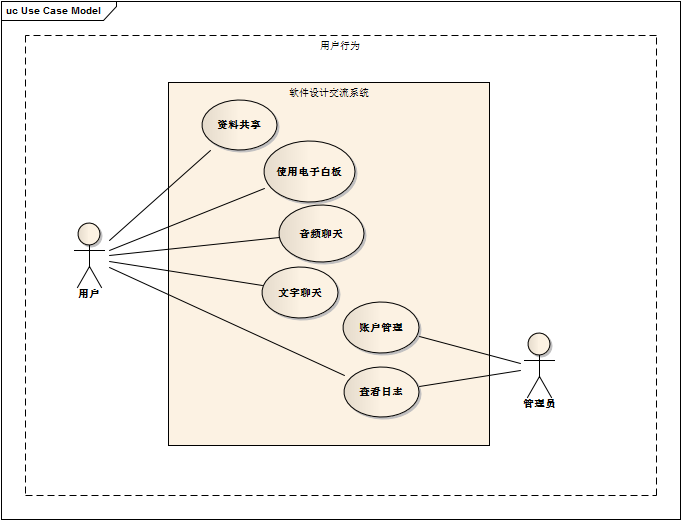 uc Use Case Model
用户行为
软件设计交流系统
资料共享
使用电子白板
音频聊天
用户
文字聊天
账户管理
查看日志
管理员